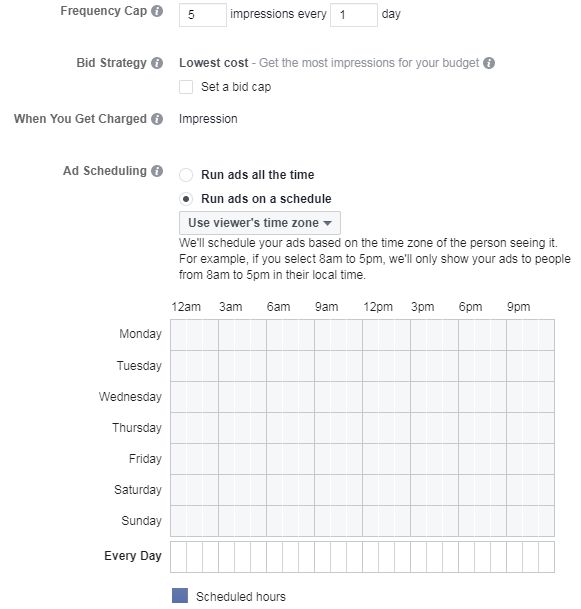 Frequency Cap 5 impressions every 1 day
Bid Strategy Lowest cost - Get the most impressions for your budget
Set a bid cap
When You Get Charged Impression
Ad Scheduling Run ads all the time
Run ads on a schedule
Use viewer's time zone
We'll schedule your ads based on the time zone of the person seeing it.
For example, if you select 8am to 5pm, we'll only show your ads to people
from 8am to 5pm in their local time.
12am 3am 6am 9am 12pm 3pm 6pm 9pm
Monday
Tuesday
Wednesday
Thursday
Friday
Saturday
Sunday
Every Day
Scheduled hours